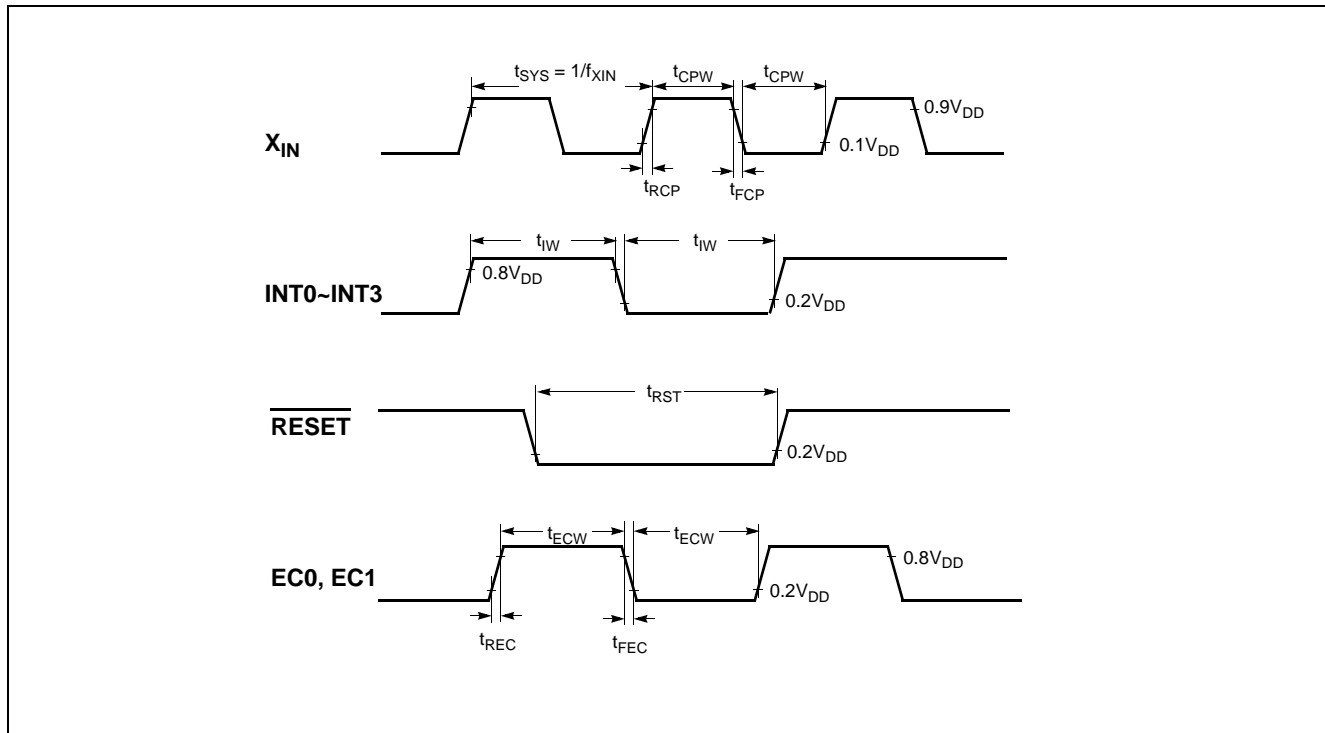 tSYS = 1/fXIN tCPW tCPW
XIN
0.9VDD
0.1VDD
tRCP tFCP
tIW tIW
INT0~INT3
0.8VDD
0.2VDD
tRST
RESET
0.2VDD
tECW tECW
EC0, EC1
0.8VDD
0.2VDD
tREC tFEC